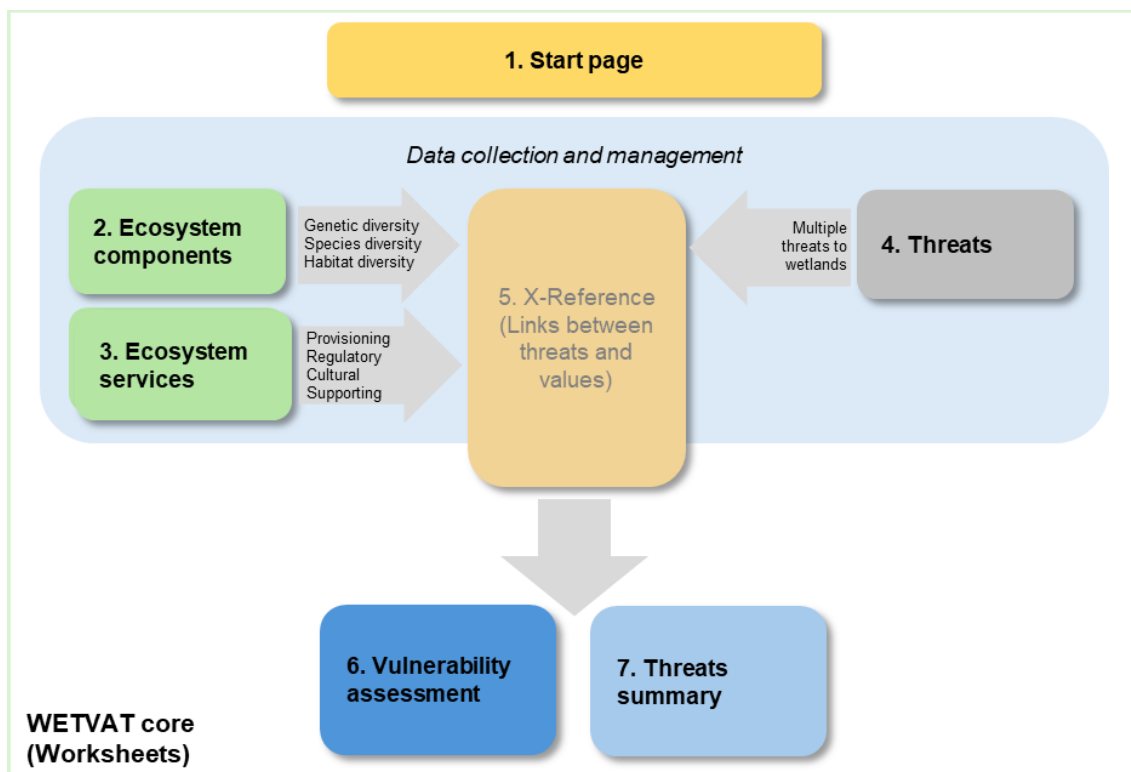 1. Start page
Data collection and management
2. Ecosystem
components
Genetic diversity
Species diversity
Habitat diversity
3. Ecosystem
services
Provisioning
Regulatory
Cultural
Supporting
5. X-Reference
(Links between
threats and
values)
Multiple
threats to
wetlands
4. Threats
6. Vulnerability
assessment
7. Threats
summary
WETVAT core
(Worksheets)